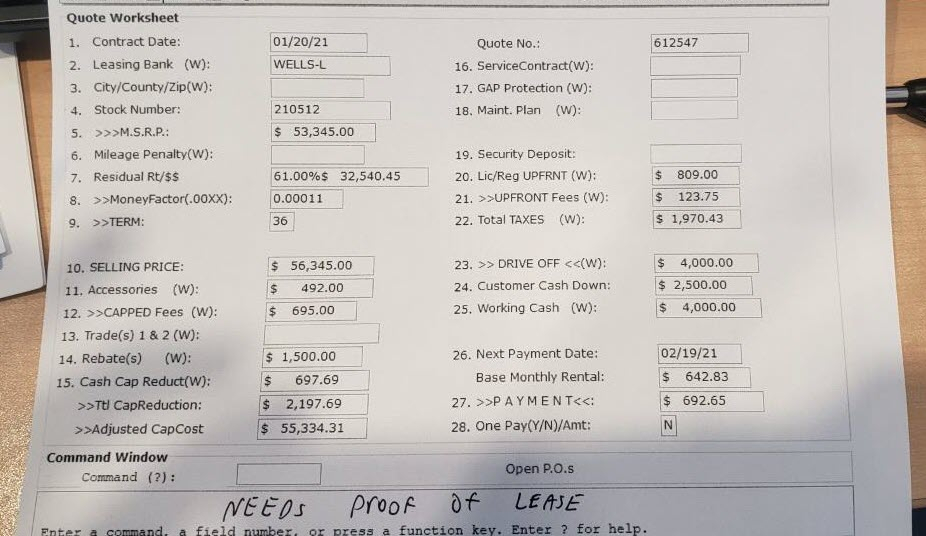 Quote Worksheet
1. Contract Date: 01/20/21 Quote No.: 612547
2. Leasing Bank (W): WELLS-L 16. ServiceContract(W):
3. City/County/Zip(W): 17. GAP Protection (W):
4. Stock Number: 210512 18. Maint. Plan (W):
5. >>>M.S.R.P.: $ 53,345.00
6. Mileage Penalty(W): 19. Security Deposit:
7. Residual Rt/$$ 61.00%$ 32,540.45 20. Lic/Reg UPFRNT (W): $ 809.00
8. >>MoneyFactor(.00XX): 0.00011 21. >>UPFRONT Fees (W): $ 123.75
9. >>TERM: 36 22. Total TAXES (W): $ 1,970.43
10. SELLING PRICE: $ 56,345.00 23. >> DRIVE OFF <<(W): $ 4,000.00
11. Accessories (W): $ 492.00 24. Customer Cash Down: $ 2,500.00
12. >>CAPPED Fees (W): $ 695.00 25. Working Cash (W): $ 4,000.00
13. Trade(s) 1 & 2 (W):
14. Rebate(s) (W): $ 1,500.00 26. Next Payment Date: 02/19/21
15. Cash Cap Reduct(W): $ 697.69 Base Monthly Rental: $ 642.83
>>Ttl CapReduction: $ 2,197.69 27. >>P A Y M E N T<<: $ 692.65
>>Adjusted CapCost $ 55,334.31 28. One Pay(Y/N)/Amt: N
Command Window
Command (?): Open P.O.s
NEEDS PROOF Of LEASE
Enter a command, a field number, or press a function key. Enter ? for help.